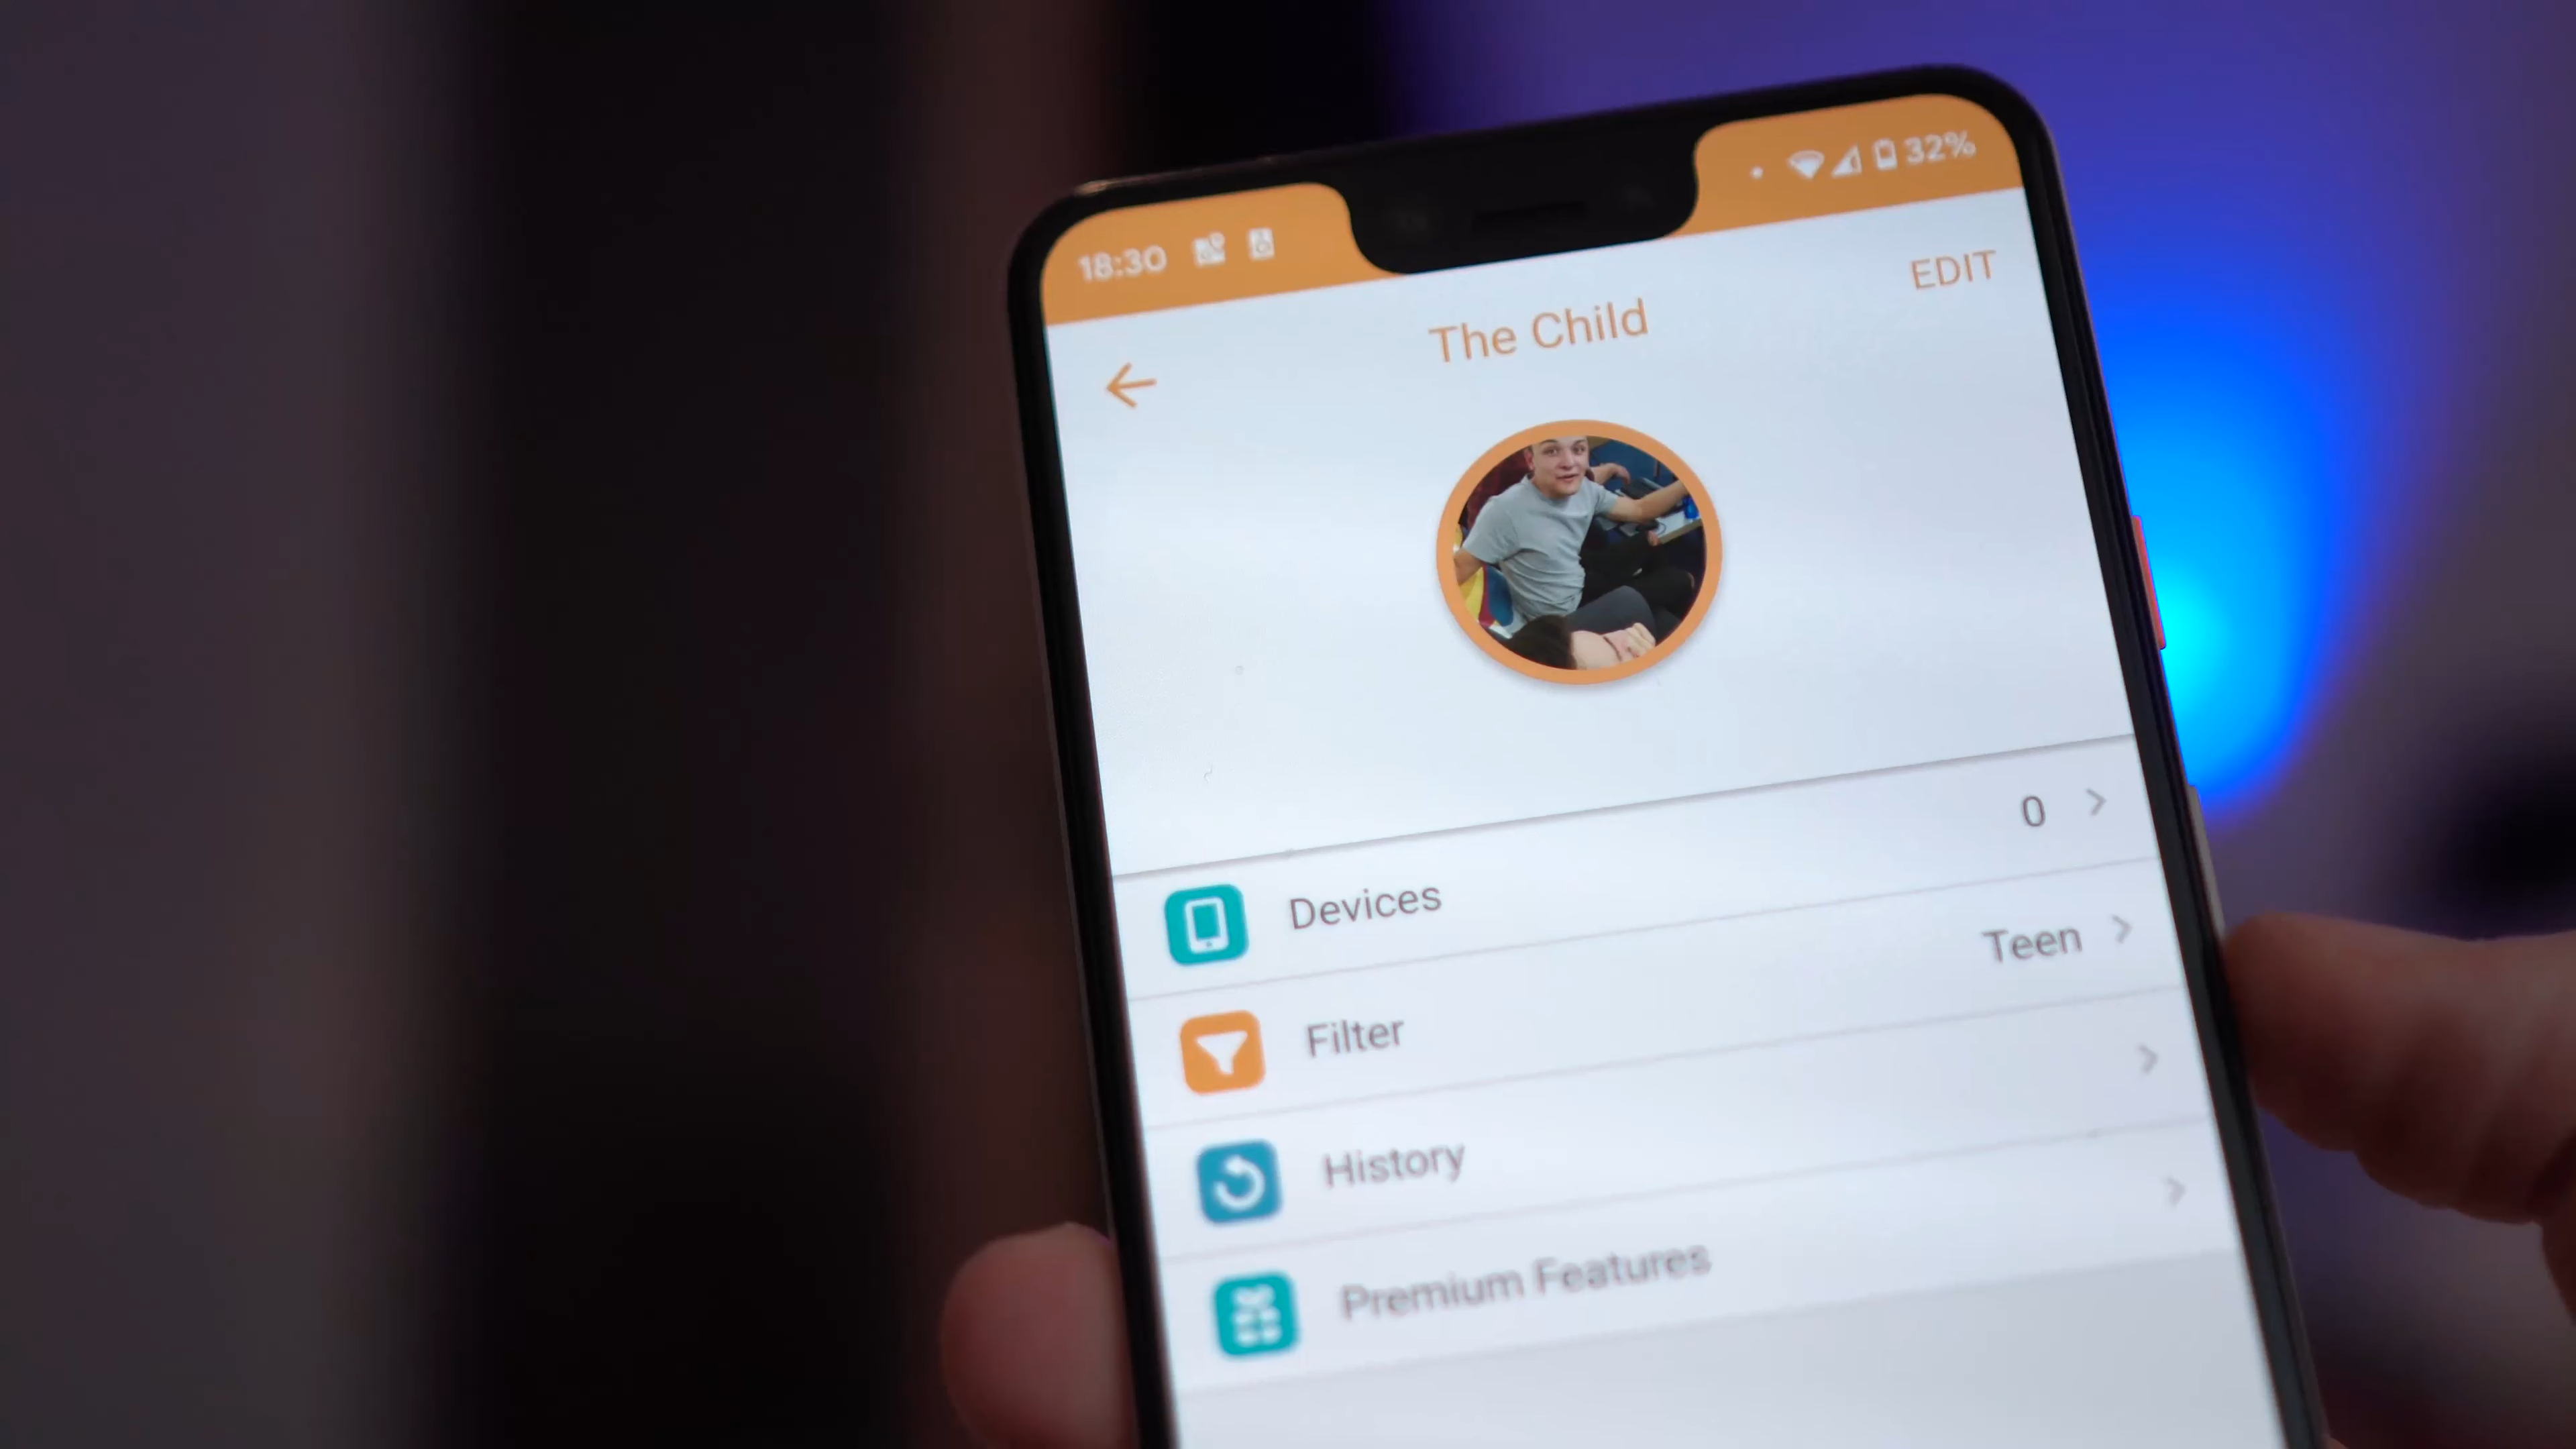 18:30 32%
EDIT
The Child
Devices 0
Filter Teen
History
Premium Features